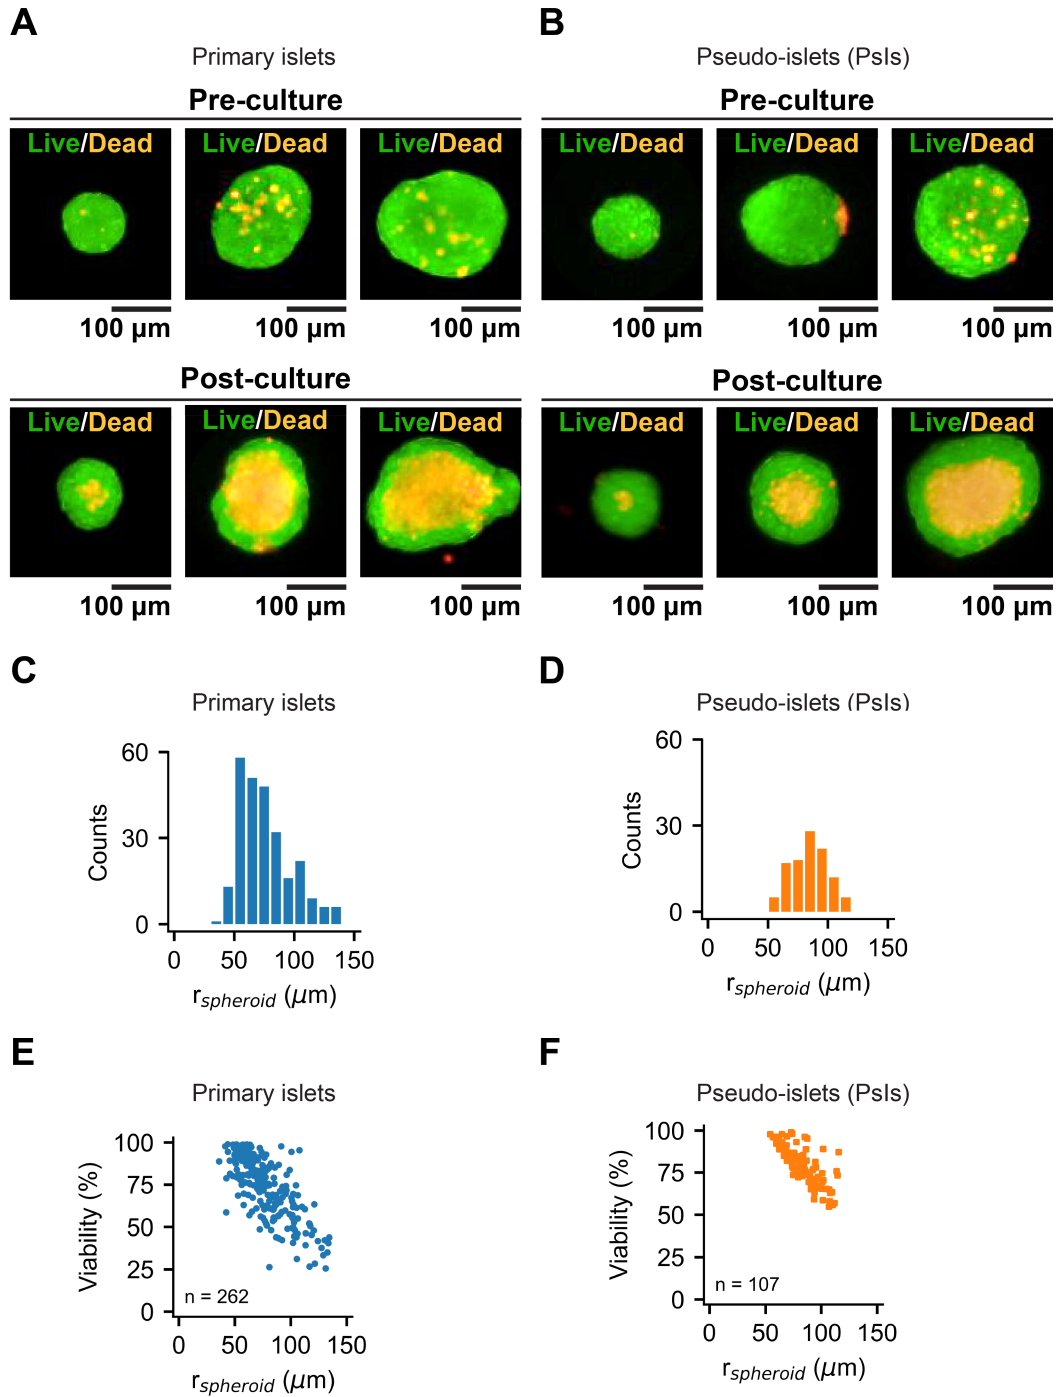 A
B
Primary islets
Pseudo-islets (PsIs)
Pre-culture
Pre-culture
Live/Dead
Live/Dead
Live/Dead
Live/Dead
Live/Dead
Live/Dead
100 µm
100 µm
100 µm
100 µm
100 µm
100 µm
Post-culture
Post-culture
Live/Dead
Live/Dead
Live/Dead
Live/Dead
Live/Dead
Live/Dead
100 µm
100 µm
100 µm
100 µm
100 µm
100 µm
C
Primary islets
60
30
0
Counts
0 50 100 150
rspheroid (µm)
D
Pseudo-islets (PsIs)
60
30
0
Counts
0 50 100 150
rspheroid (µm)
E
Primary islets
100
75
50
25
0
Viability (%)
n = 262
0 50 100 150
rspheroid (µm)
F
Pseudo-islets (PsIs)
100
75
50
25
0
Viability (%)
n = 107
0 50 100 150
rspheroid (µm)